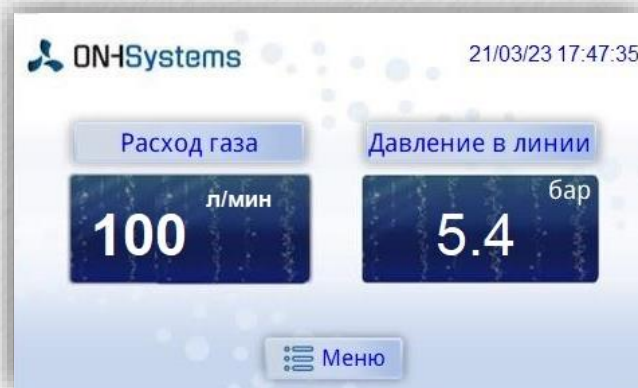 ONHSystems
21/03/23 17:47:35
Расход газа
Давление в линии
л/мин
100
бар
5.4
Меню